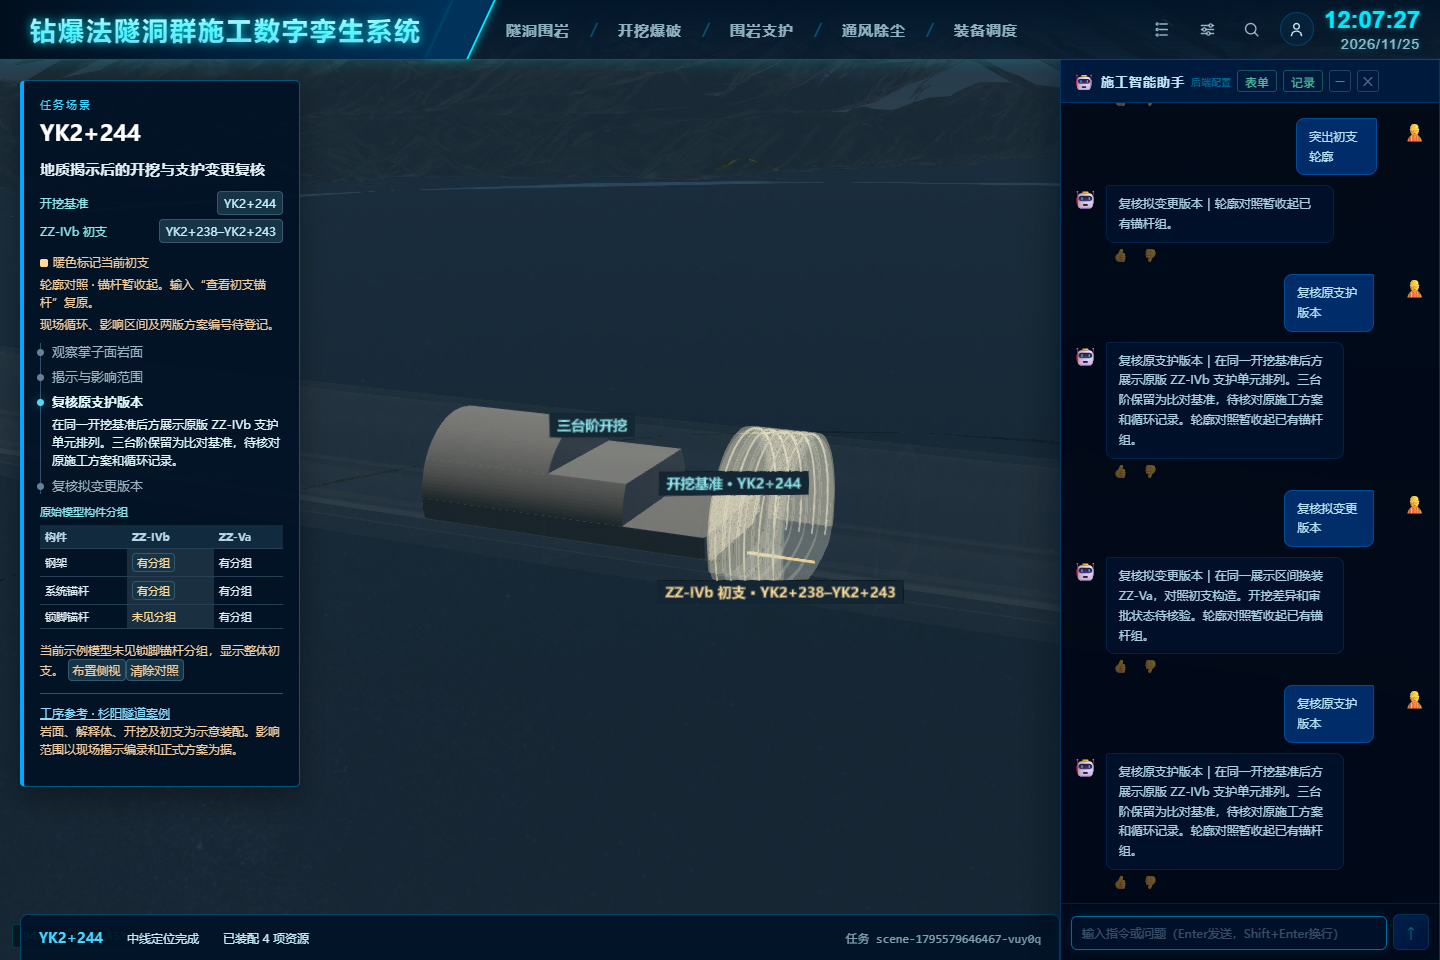 钻爆法隧洞群施工数字孪生系统
隧洞围岩 / 开挖爆破 / 围岩支护 / 通风除尘 / 装备调度
12:07:27
2026/11/25
任务场景
YK2+244
地质揭示后的开挖与支护变更复核
开挖基准 YK2+244
ZZ-IVb 初支 YK2+238—YK2+243
暖色标记当前初支
轮廓对照 · 锚杆暂收起。输入“查看初支锚
杆”复原。
现场循环、影响区间及两版方案编号待登记。
观察掌子面岩面
揭示与影响范围
复核原支护版本
在同一开挖基准后方展示原版 ZZ-IVb 支护
单元排列。三台阶保留为比对基准，待核对
原施工方案和循环记录。
复核拟变更版本
原始模型构件分组
构件 ZZ-IVb ZZ-Va
钢架 有分组 有分组
系统锚杆 有分组 有分组
锁脚锚杆 未见分组 有分组
当前示例模型未见锁脚锚杆分组，显示整体初
支。 布置侧视 清除对照
工序参考 · 杉阳隧道案例
岩面、解释体、开挖及初支为示意装配。影响
范围以现场揭示编录和正式方案为据。
三台阶开挖
开挖基准 · YK2+244
ZZ-IVb 初支 · YK2+238—YK2+243
YK2+244 中线定位完成 已装配 4 项资源 任务 scene-1795579646467-vuy0q
施工智能助手 后端配置 表单 记录
突出初支
轮廓
复核拟变更版本 | 轮廓对照暂收起已
有锚杆组。
复核原支护
版本
复核原支护版本 | 在同一开挖基准后方
展示原版 ZZ-IVb 支护单元排列。三台
阶保留为比对基准，待核对原施工方案
和循环记录。轮廓对照暂收起已有锚杆
组。
复核拟变更
版本
复核拟变更版本 | 在同一展示区间换装
ZZ-Va，对照初支构造。开挖差异和审
批状态待核验。轮廓对照暂收起已有锚
杆组。
复核原支护
版本
复核原支护版本 | 在同一开挖基准后方
展示原版 ZZ-IVb 支护单元排列。三台
阶保留为比对基准，待核对原施工方案
和循环记录。轮廓对照暂收起已有锚杆
组。
输入指令或问题（Enter发送，Shift+Enter换行）